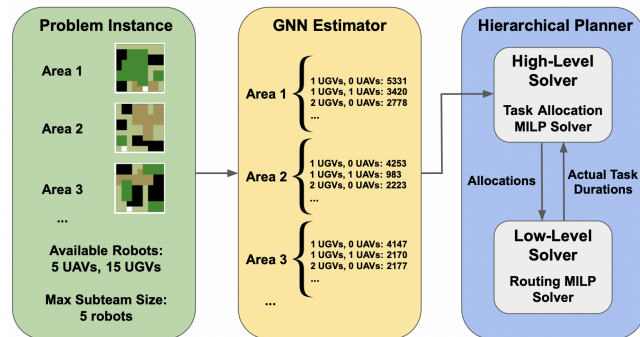 Problem Instance
Area 1
Area 2
Area 3
...
Available Robots:
5 UAVs, 15 UGVs
Max Subteam Size:
5 robots
GNN Estimator
Area 1
1 UGVs, 0 UAVs: 5331
1 UGVs, 1 UAVs: 3420
2 UGVs, 0 UAVs: 2778
...
Area 2
1 UGVs, 0 UAVs: 4253
1 UGVs, 1 UAVs: 983
2 UGVs, 0 UAVs: 2223
...
Area 3
1 UGVs, 0 UAVs: 4147
1 UGVs, 1 UAVs: 2170
2 UGVs, 0 UAVs: 2177
...
...
Hierarchical Planner
High-Level
Solver
Task Allocation
MILP Solver
Allocations
Actual Task
Durations
Low-Level
Solver
Routing MILP
Solver